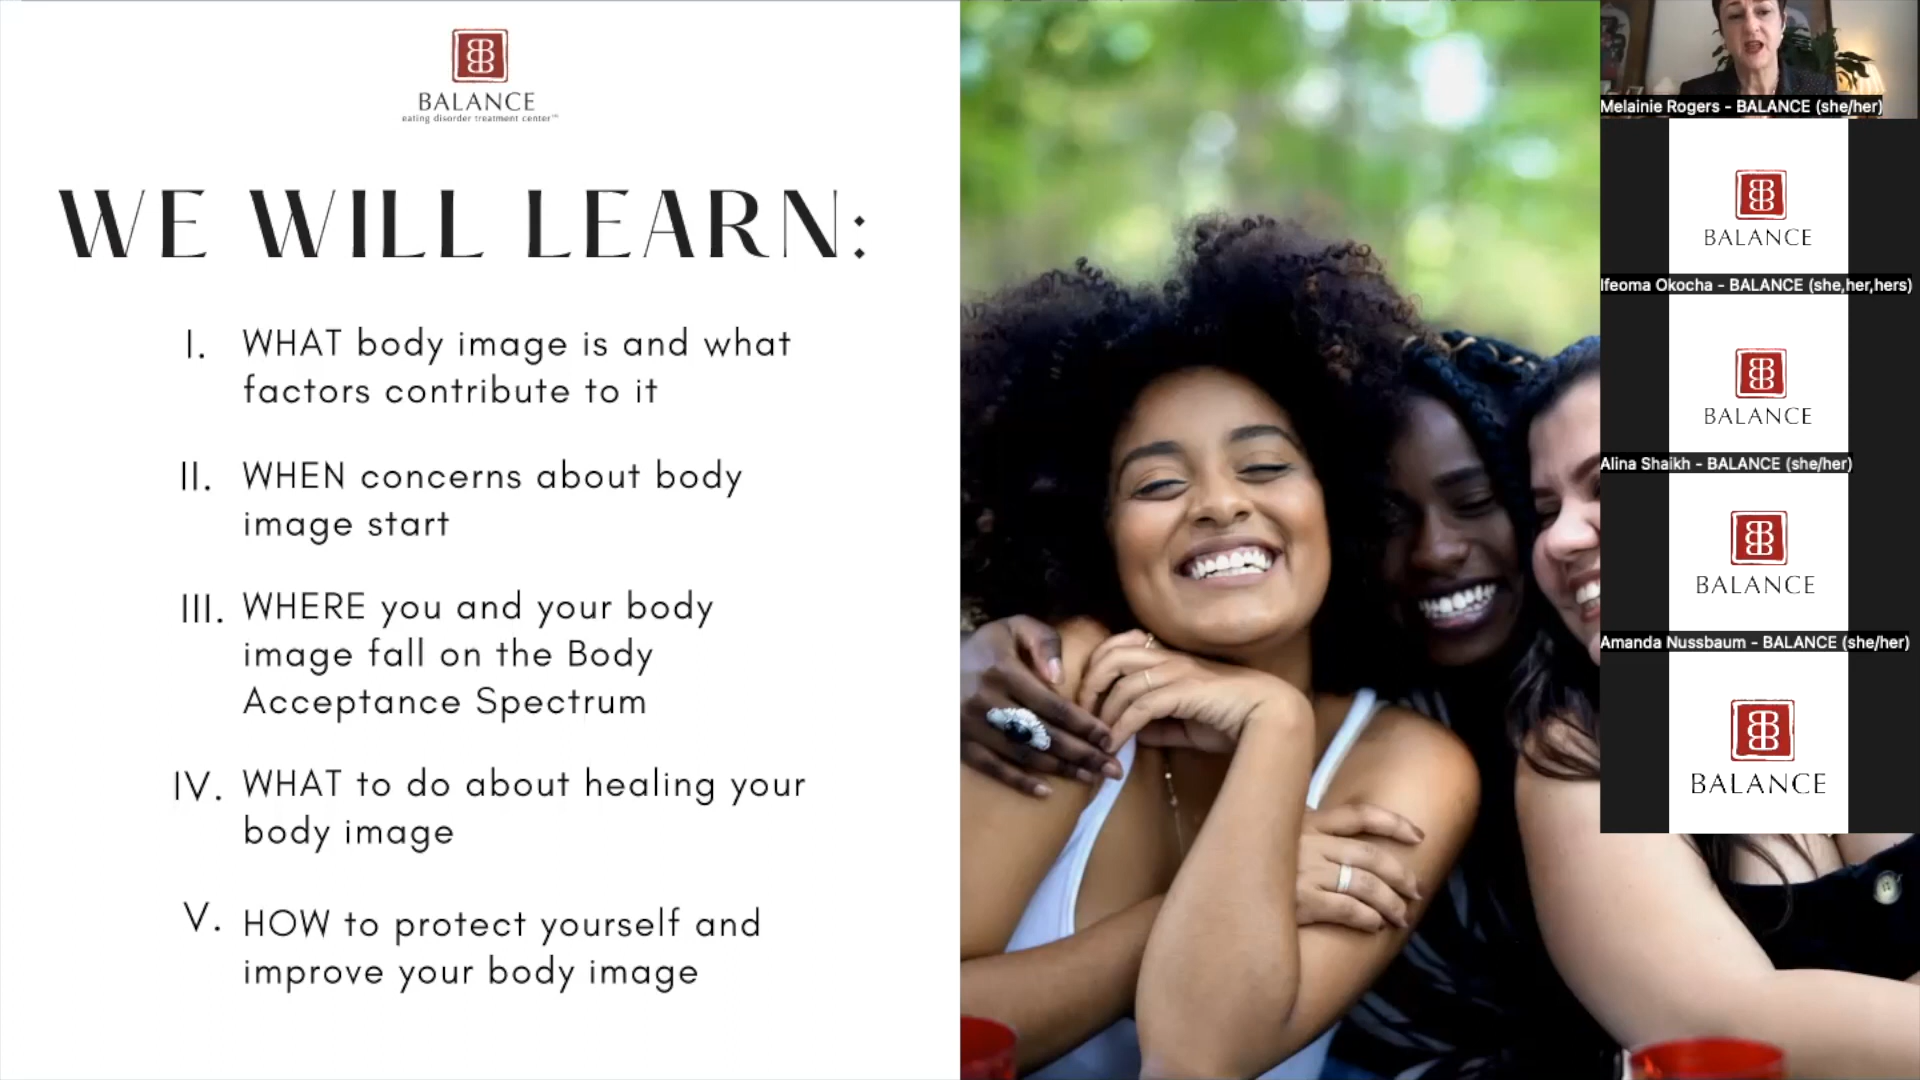 BALANCE
eating disorder treatment center
WE WILL LEARN:
I. WHAT body image is and what
factors contribute to it
II. WHEN concerns about body
image start
III. WHERE you and your body
image fall on the Body
Acceptance Spectrum
IV. WHAT to do about healing your
body image
V. HOW to protect yourself and
improve your body image
Melainie Rogers - BALANCE (she/her)
BALANCE
Ifeoma Okocha - BALANCE (she,her,hers)
BALANCE
Alina Shaikh - BALANCE (she/her)
BALANCE
Amanda Nussbaum - BALANCE (she/her)
BALANCE